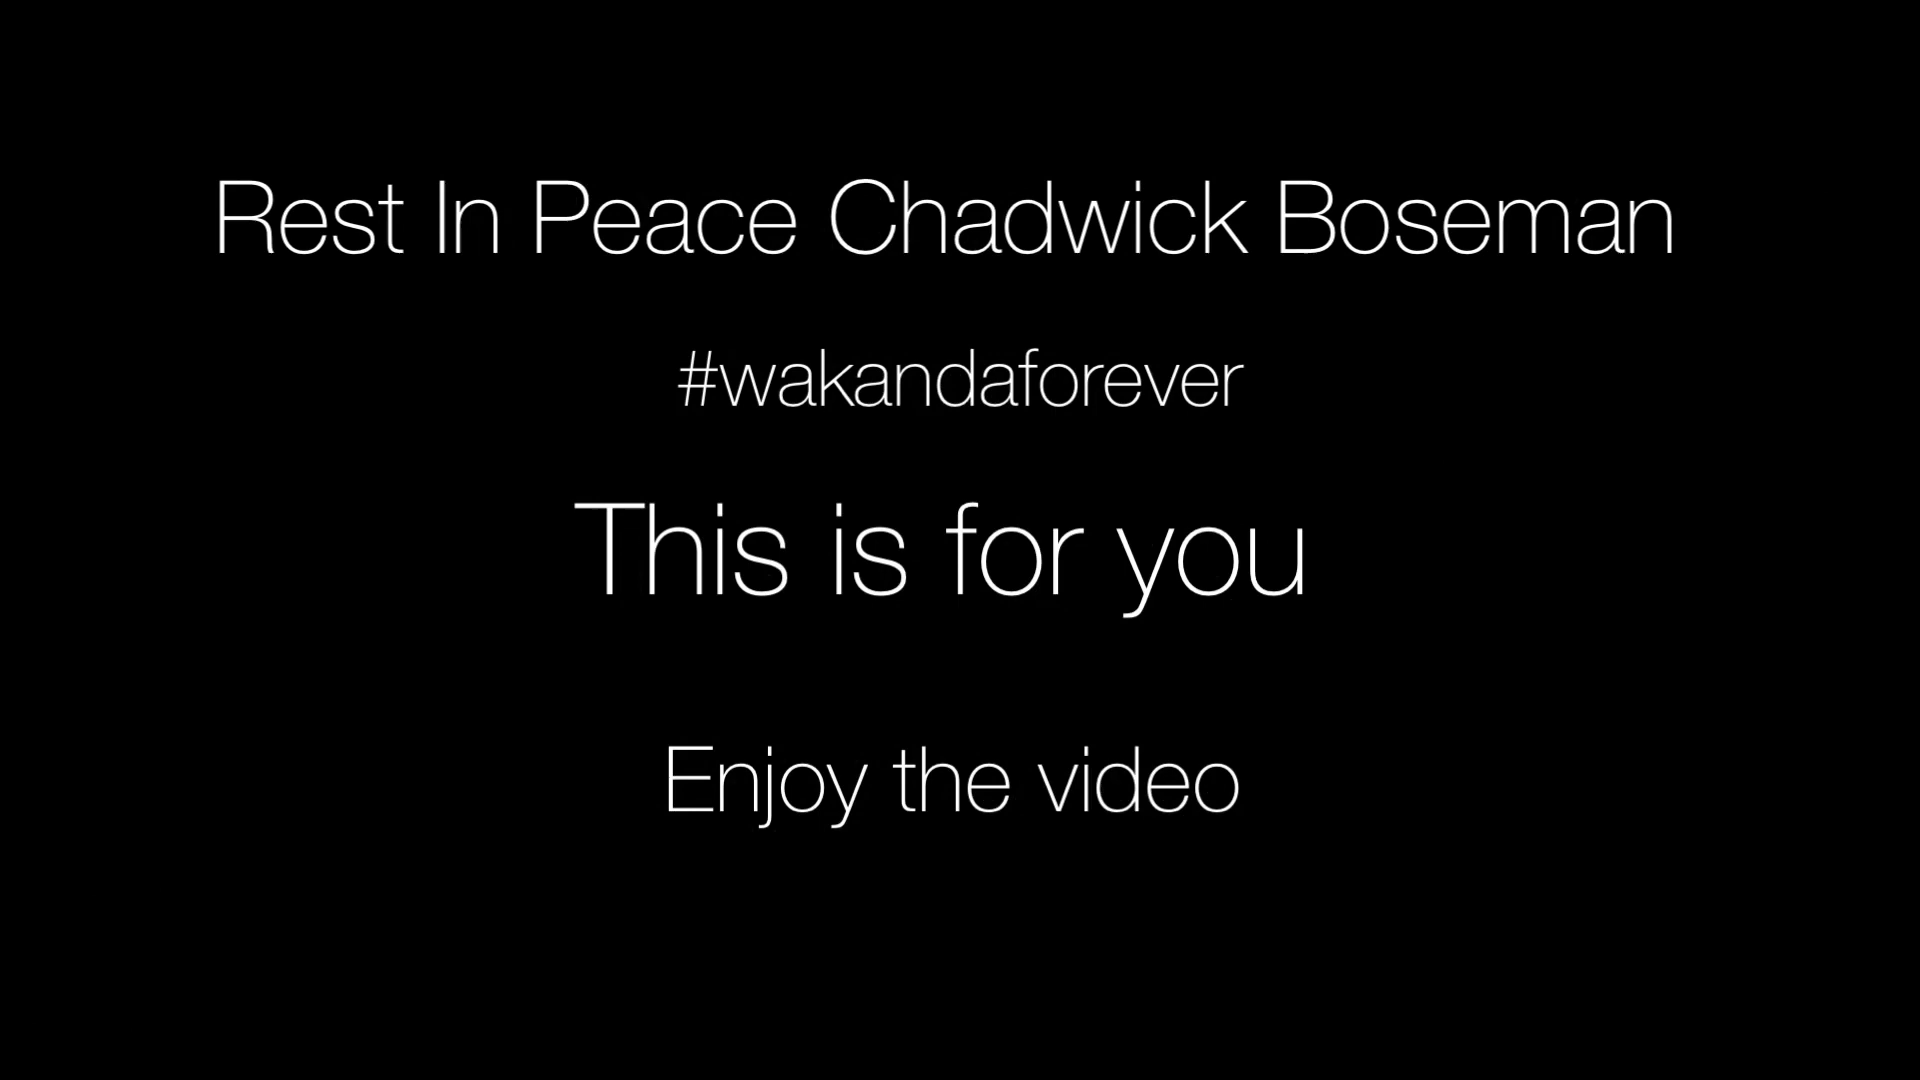 Rest In Peace Chadwick Boseman
#wakandaforever
This is for you
Enjoy the video